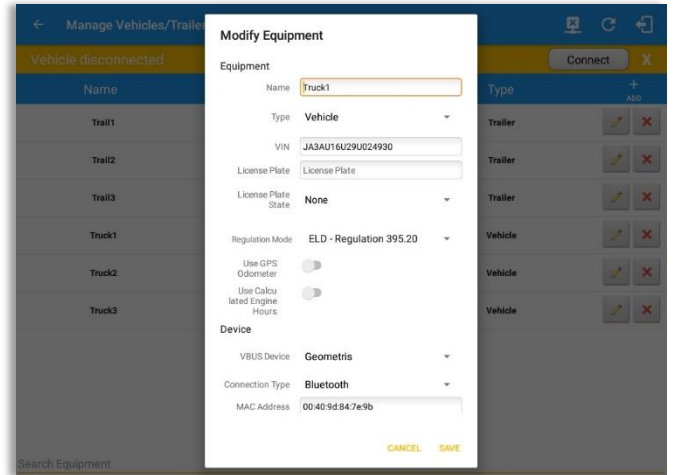 Manage Vehicles/Trailer
Vehicle disconnected
Connect
X
Name
Type
+
ADD
Trail1
Trailer
Trail2
Trailer
Trail3
Trailer
Truck1
Vehicle
Truck2
Vehicle
Truck3
Vehicle
Search Equipment
Modify Equipment
Equipment
Name
Truck1
Type
Vehicle
VIN
JA3AU16U29U024930
License Plate
License Plate
License Plate
State
None
Regulation Mode
ELD - Regulation 395.20
Use GPS
Odometer
Use Calcu
lated Engine
Hours
Device
VBUS Device
Geometris
Connection Type
Bluetooth
MAC Address
00:40:9d:84:7e:9b
CANCEL
SAVE